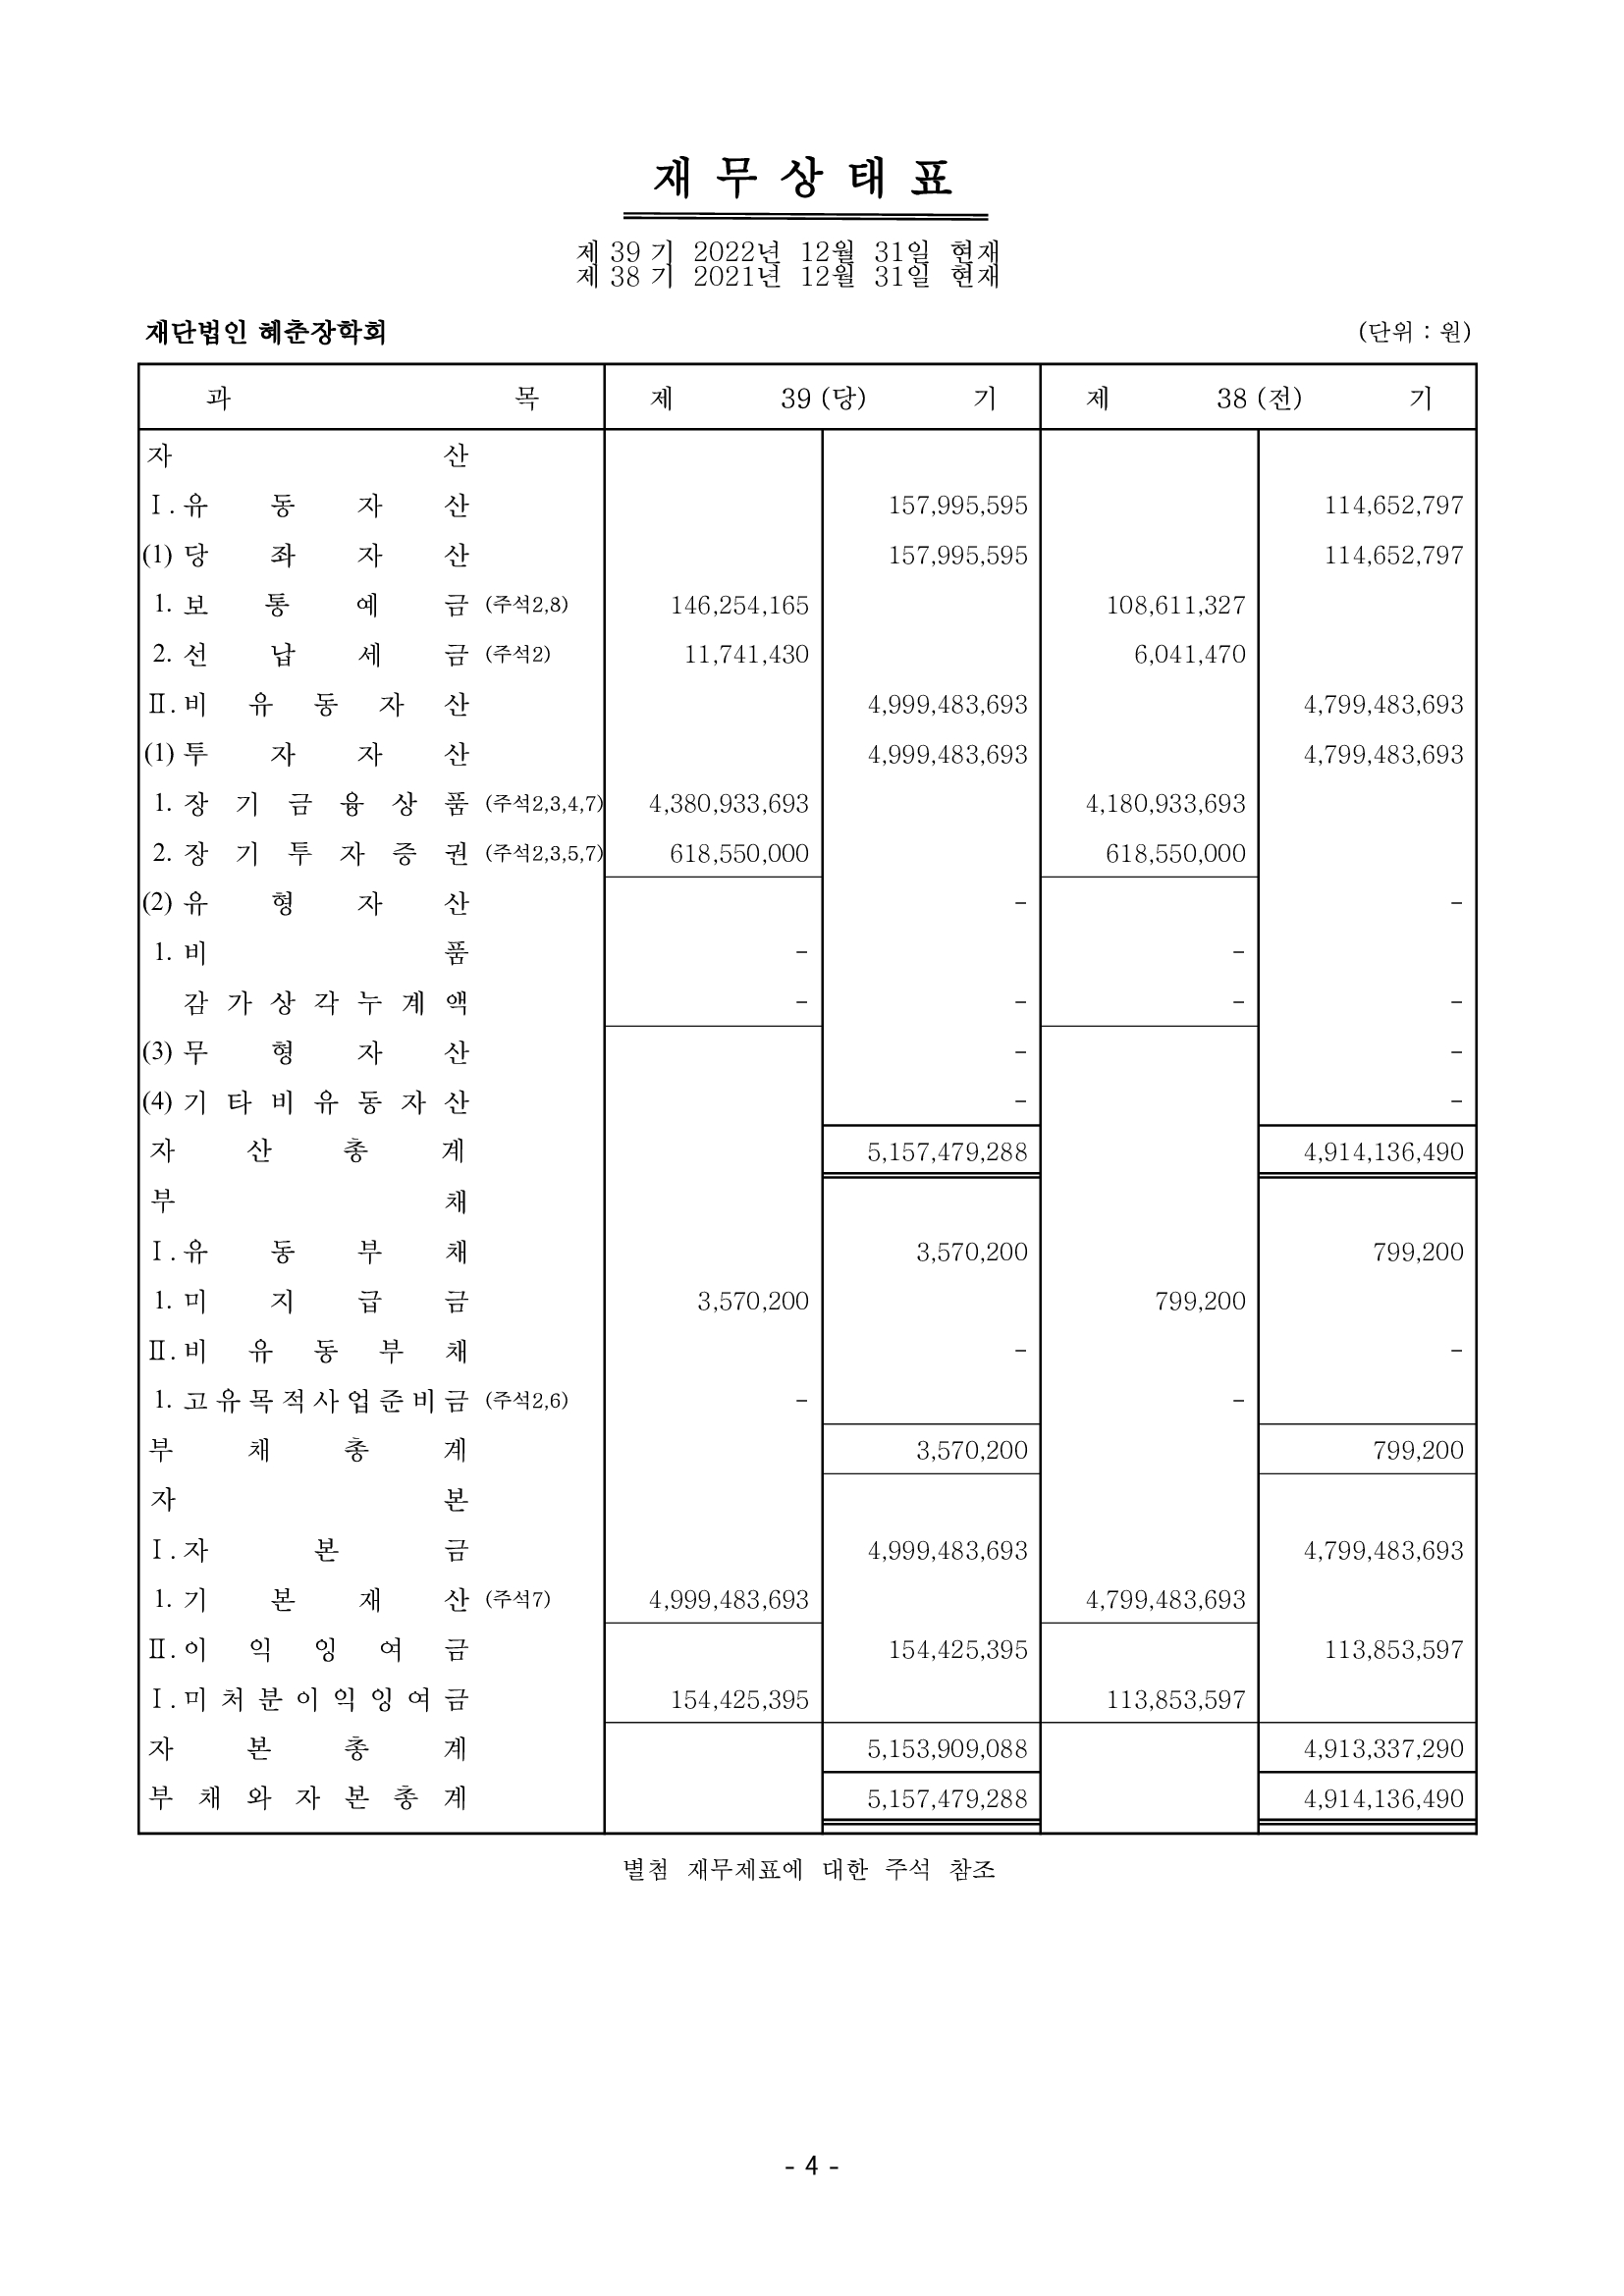 재 무 상 태 표
제 39 기 2022년 12월 31일 현재
제 38 기 2021년 12월 31일 현재
재단법인 혜춘장학회 (단위 : 원)
과 목 제 39 (당) 기 제 38 (전) 기
자 산
Ⅰ. 유 동 자 산 157,995,595 114,652,797
(1) 당 좌 자 산 157,995,595 114,652,797
1. 보 통 예 금 (주석2,8) 146,254,165 108,611,327
2. 선 납 세 금 (주석2) 11,741,430 6,041,470
Ⅱ. 비 유 동 자 산 4,999,483,693 4,799,483,693
(1) 투 자 자 산 4,999,483,693 4,799,483,693
1. 장 기 금 융 상 품 (주석2,3,4,7) 4,380,933,693 4,180,933,693
2. 장 기 투 자 증 권 (주석2,3,5,7) 618,550,000 618,550,000
(2) 유 형 자 산 - -
1. 비 품 - -
감 가 상 각 누 계 액 - - - -
(3) 무 형 자 산 - -
(4) 기 타 비 유 동 자 산 - -
자 산 총 계 5,157,479,288 4,914,136,490
부 채
Ⅰ. 유 동 부 채 3,570,200 799,200
1. 미 지 급 금 3,570,200 799,200
Ⅱ. 비 유 동 부 채 - -
1. 고 유 목 적 사 업 준 비 금 (주석2,6) - -
부 채 총 계 3,570,200 799,200
자 본
Ⅰ. 자 본 금 4,999,483,693 4,799,483,693
1. 기 본 재 산 (주석7) 4,999,483,693 4,799,483,693
Ⅱ. 이 익 잉 여 금 154,425,395 113,853,597
Ⅰ. 미 처 분 이 익 잉 여 금 154,425,395 113,853,597
자 본 총 계 5,153,909,088 4,913,337,290
부 채 와 자 본 총 계 5,157,479,288 4,914,136,490
별첨 재무제표에 대한 주석 참조
- 4 -